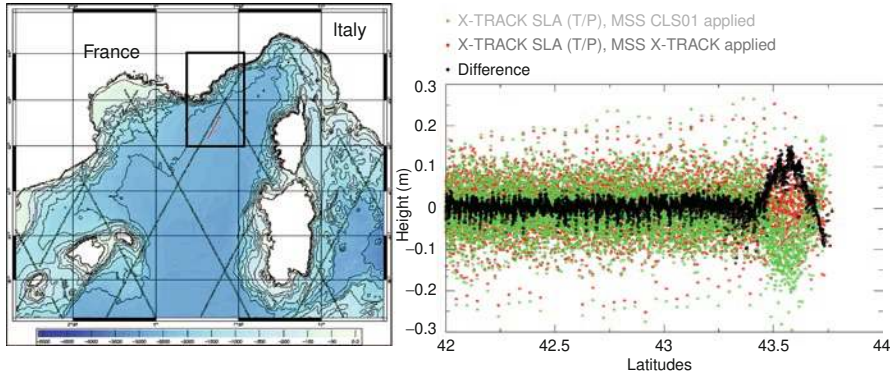 France
Italy
X-TRACK SLA (T/P), MSS CLS01 applied
X-TRACK SLA (T/P), MSS X-TRACK applied
Difference
0.3
0.2
0.1
0
−0.1
−0.2
−0.3
Height (m)
42
42.5
43
43.5
44
Latitudes